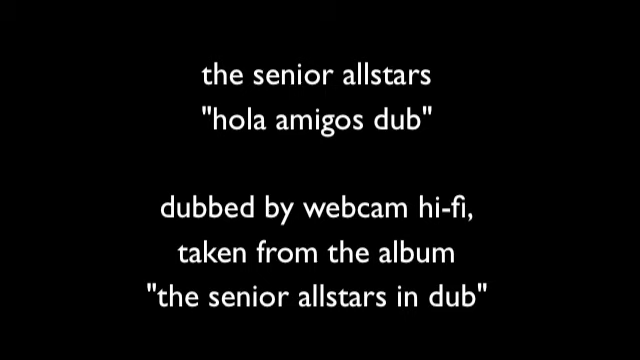 the senior allstars
"hola amigos dub"
dubbed by webcam hi-fi,
taken from the album
"the senior allstars in dub"